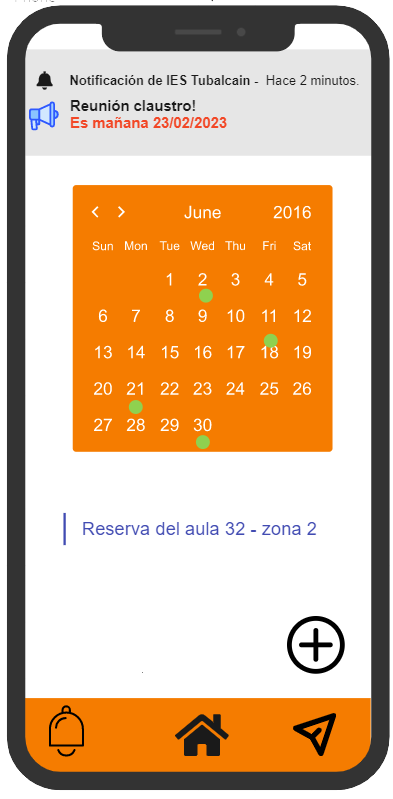 Notificación de IES Tubalcain - Hace 2 minutos.
Reunión claustro!
Es mañana 23/02/2023
June 2016
Sun Mon Tue Wed Thu Fri Sat
1 2 3 4 5
6 7 8 9 10 11 12
13 14 15 16 17 18 19
20 21 22 23 24 25 26
27 28 29 30
Reserva del aula 32 - zona 2